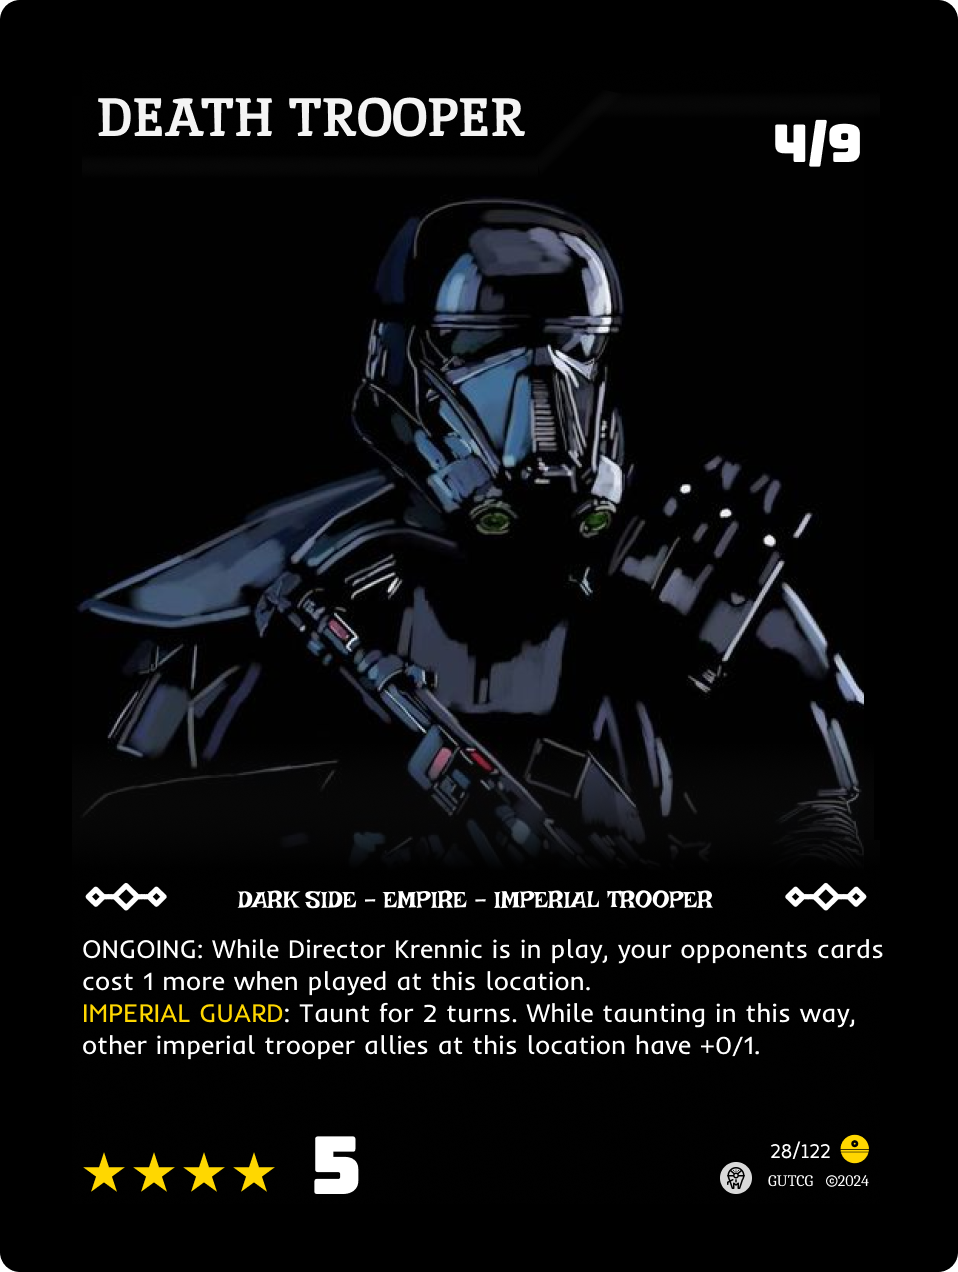 DEATH TROOPER
4/9
DARK SIDE - EMPIRE - IMPERIAL TROOPER
ONGOING: While Director Krennic is in play, your opponents cards
cost 1 more when played at this location.
IMPERIAL GUARD: Taunt for 2 turns. While taunting in this way,
other imperial trooper allies at this location have +0/1.
5
28/122
GUTCG ©2024